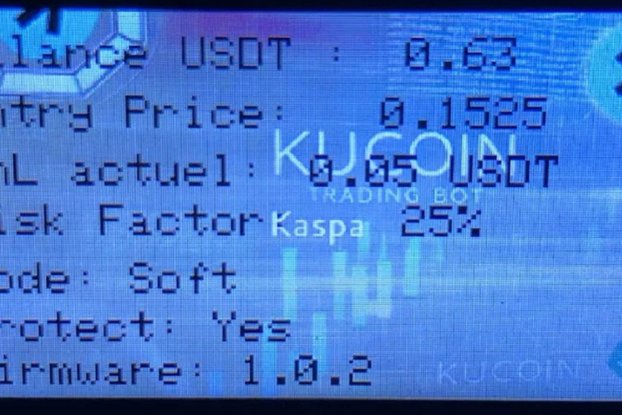 lance USDT : 0.63
ntry Price: 0.1525
KUCOIN
nL actuel: 0.05 USDT
TRADING BOT
isk Factor 25%
Kaspa
ode: Soft
rotect: Yes
irmware: 1.0.2
KUCOIN